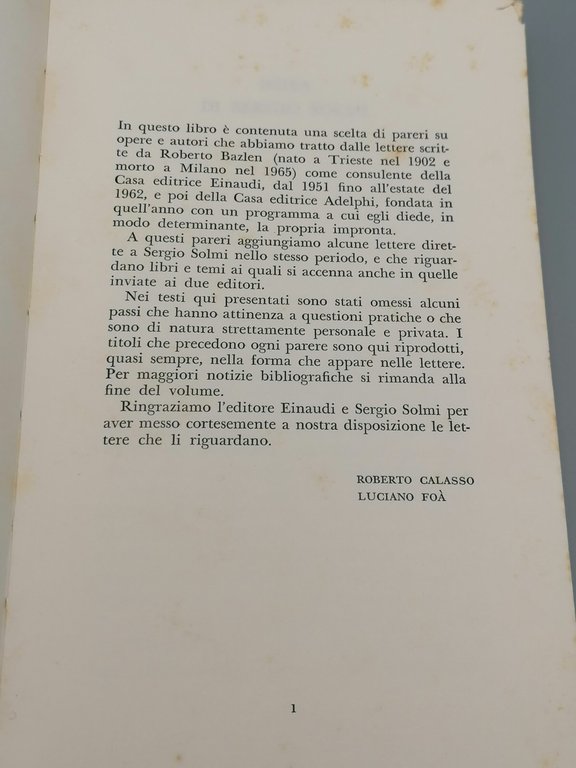 In questo libro è contenuta una scelta di pareri su
opere e autori che abbiamo tratto dalle lettere scrit-
te da Roberto Bazlen (nato a Trieste nel 1902 e
morto a Milano nel 1965) come consulente della
Casa editrice Einaudi, dal 1951 fino all'estate del
1962, e poi della Casa editrice Adelphi, fondata in
quell'anno con un programma a cui egli diede, in
modo determinante, la propria impronta.
A questi pareri aggiungiamo alcune lettere diret-
te a Sergio Solmi nello stesso periodo, e che riguar-
dano libri e temi ai quali si accenna anche in quelle
inviate ai due editori.
Nei testi qui presentati sono stati omessi alcuni
passi che hanno attinenza a questioni pratiche o che
sono di natura strettamente personale e privata. I
titoli che precedono ogni parere sono qui riprodotti,
quasi sempre, nella forma che appare nelle lettere.
Per maggiori notizie bibliografiche si rimanda alla
fine del volume.
Ringraziamo l'editore Einaudi e Sergio Solmi per
aver messo cortesemente a nostra disposizione le let-
tere che li riguardano.
ROBERTO CALASSO
LUCIANO FOÀ
1